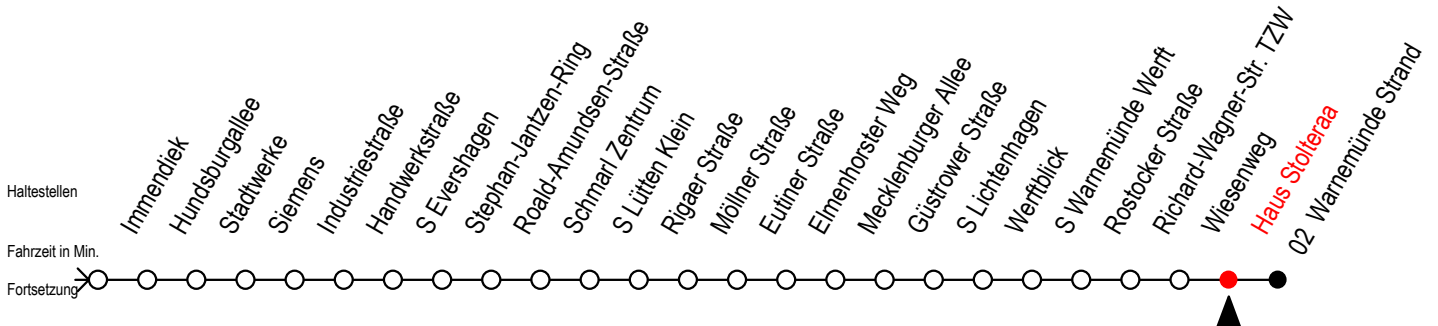 Haltestellen
Immendiek
Hundsburgallee
Stadtwerke
Siemens
Industriestraße
Handwerkstraße
S Evershagen
Stephan-Jantzen-Ring
Roald-Amundsen-Straße
Schmarl Zentrum
S Lütten Klein
Rigaer Straße
Möllner Straße
Eutiner Straße
Elmenhorster Weg
Mecklenburger Allee
Güstrower Straße
S Lichtenhagen
Werftblick
S Warnemünde Werft
Rostocker Straße
Richard-Wagner-Str. TZW
Wiesenweg
Haus Stolteraa
02 Warnemünde Strand
Fahrzeit in Min.
Fortsetzung